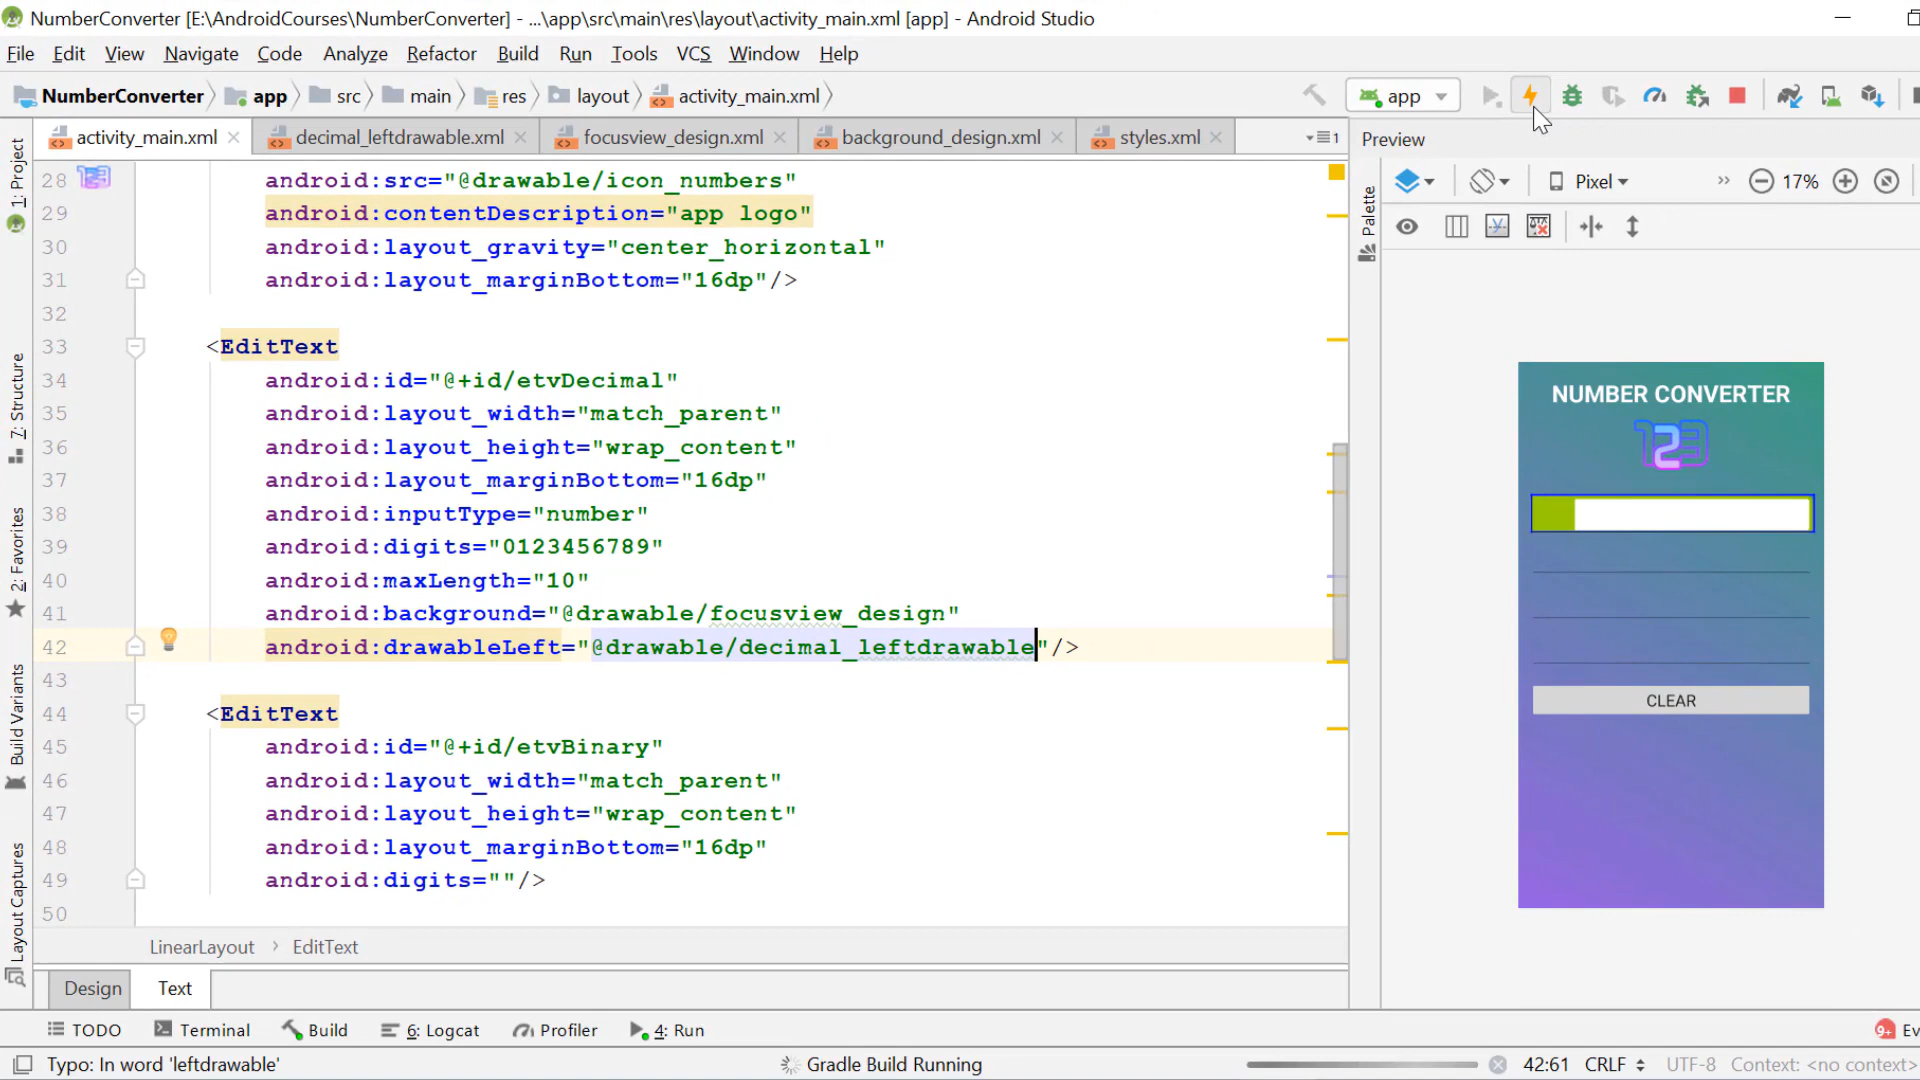 NumberConverter [E:\AndroidCourses\NumberConverter] - ...\app\src\main\res\layout\activity_main.xml [app] - Android Studio
File Edit View Navigate Code Analyze Refactor Build Run Tools VCS Window Help
NumberConverter app src main res layout activity_main.xml app
activity_main.xml decimal_leftdrawable.xml focusview_design.xml background_design.xml styles.xml 1 Preview
28 android:src="@drawable/icon_numbers"
29 android:contentDescription="app logo"
30 android:layout_gravity="center_horizontal"
31 android:layout_marginBottom="16dp"/>
32
33 <EditText
34 android:id="@+id/etvDecimal"
35 android:layout_width="match_parent"
36 android:layout_height="wrap_content"
37 android:layout_marginBottom="16dp"
38 android:inputType="number"
39 android:digits="0123456789"
40 android:maxLength="10"
41 android:background="@drawable/focusview_design"
42 android:drawableLeft="@drawable/decimal_leftdrawable"/>
43
44 <EditText
45 android:id="@+id/etvBinary"
46 android:layout_width="match_parent"
47 android:layout_height="wrap_content"
48 android:layout_marginBottom="16dp"
49 android:digits=""/>
50
LinearLayout EditText
Design Text
1: Project
7: Structure
2: Favorites
Build Variants
Layout Captures
Palette
Pixel 17%
NUMBER CONVERTER
123
CLEAR
TODO Terminal Build 6: Logcat Profiler 4: Run 9+ Ev
Typo: In word 'leftdrawable' Gradle Build Running 42:61 CRLF UTF-8 Context: <no context>